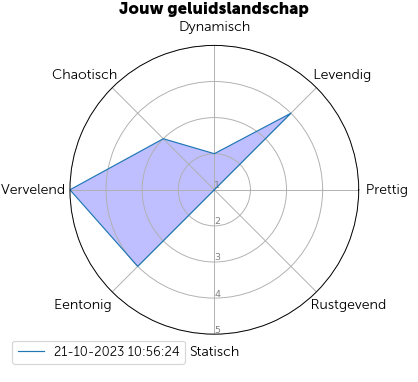 Jouw geluidslandschap
Dynamisch
Chaotisch
Levendig
Vervelend
Prettig
1
2
3
4
5
Eentonig
Rustgevend
21-10-2023 10:56:24
Statisch